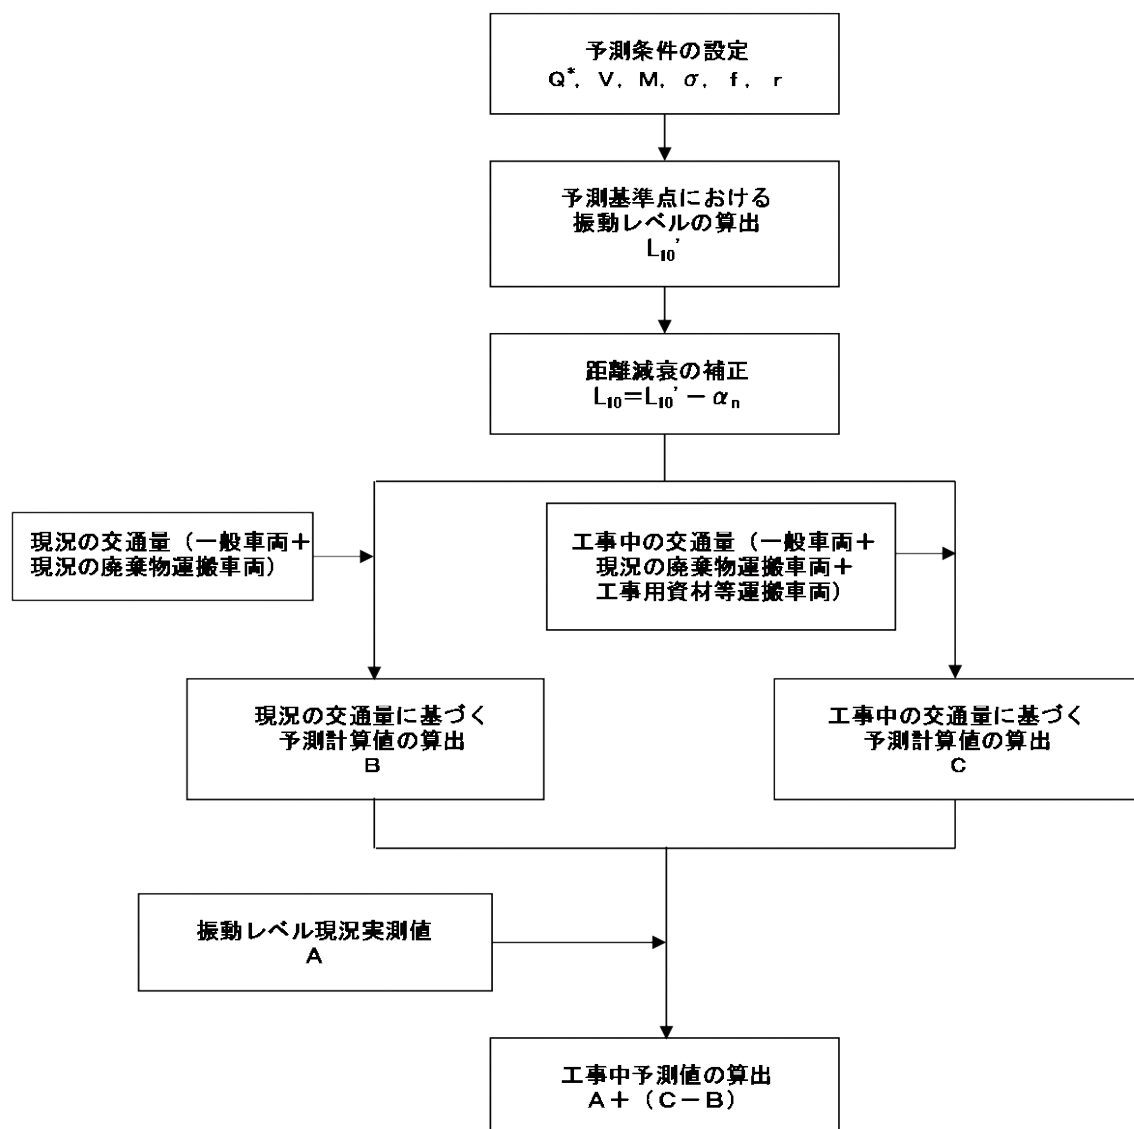 予測条件の設定
Q*, V, M, σ, f, r
予測基準点における
振動レベルの算出
L₁₀'
距離減衰の補正
L₁₀=L₁₀'-αₙ
現況の交通量(一般車両+
現況の廃棄物運搬車両)
工事中の交通量(一般車両+
現況の廃棄物運搬車両+
工事用資材等運搬車両)
現況の交通量に基づく
予測計算値の算出
B
工事中の交通量に基づく
予測計算値の算出
C
振動レベル現況実測値
A
工事中予測値の算出
A+(C-B)